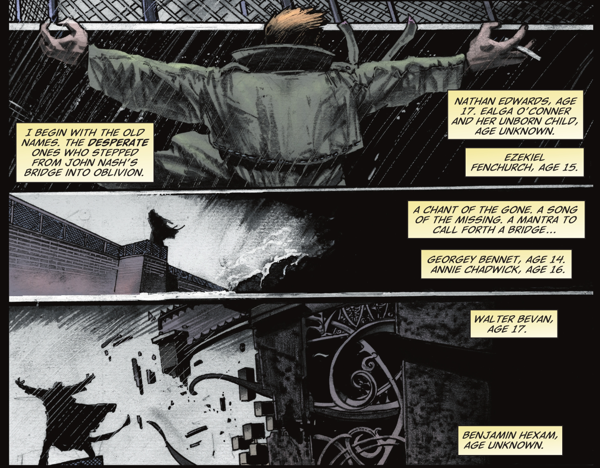 I BEGIN WITH THE OLD
NAMES. THE DESPERATE
ONES WHO STEPPED
FROM JOHN NASH'S
BRIDGE INTO OBLIVION.
NATHAN EDWARDS, AGE
17. EALGA O'CONNER
AND HER UNBORN CHILD,
AGE UNKNOWN.
EZEKIEL
FENCHURCH, AGE 15.
A CHANT OF THE GONE. A SONG
OF THE MISSING. A MANTRA TO
CALL FORTH A BRIDGE...
GEORGEY BENNET, AGE 14.
ANNIE CHADWICK, AGE 16.
WALTER BEVAN,
AGE 17.
BENJAMIN HEXAM,
AGE UNKNOWN.